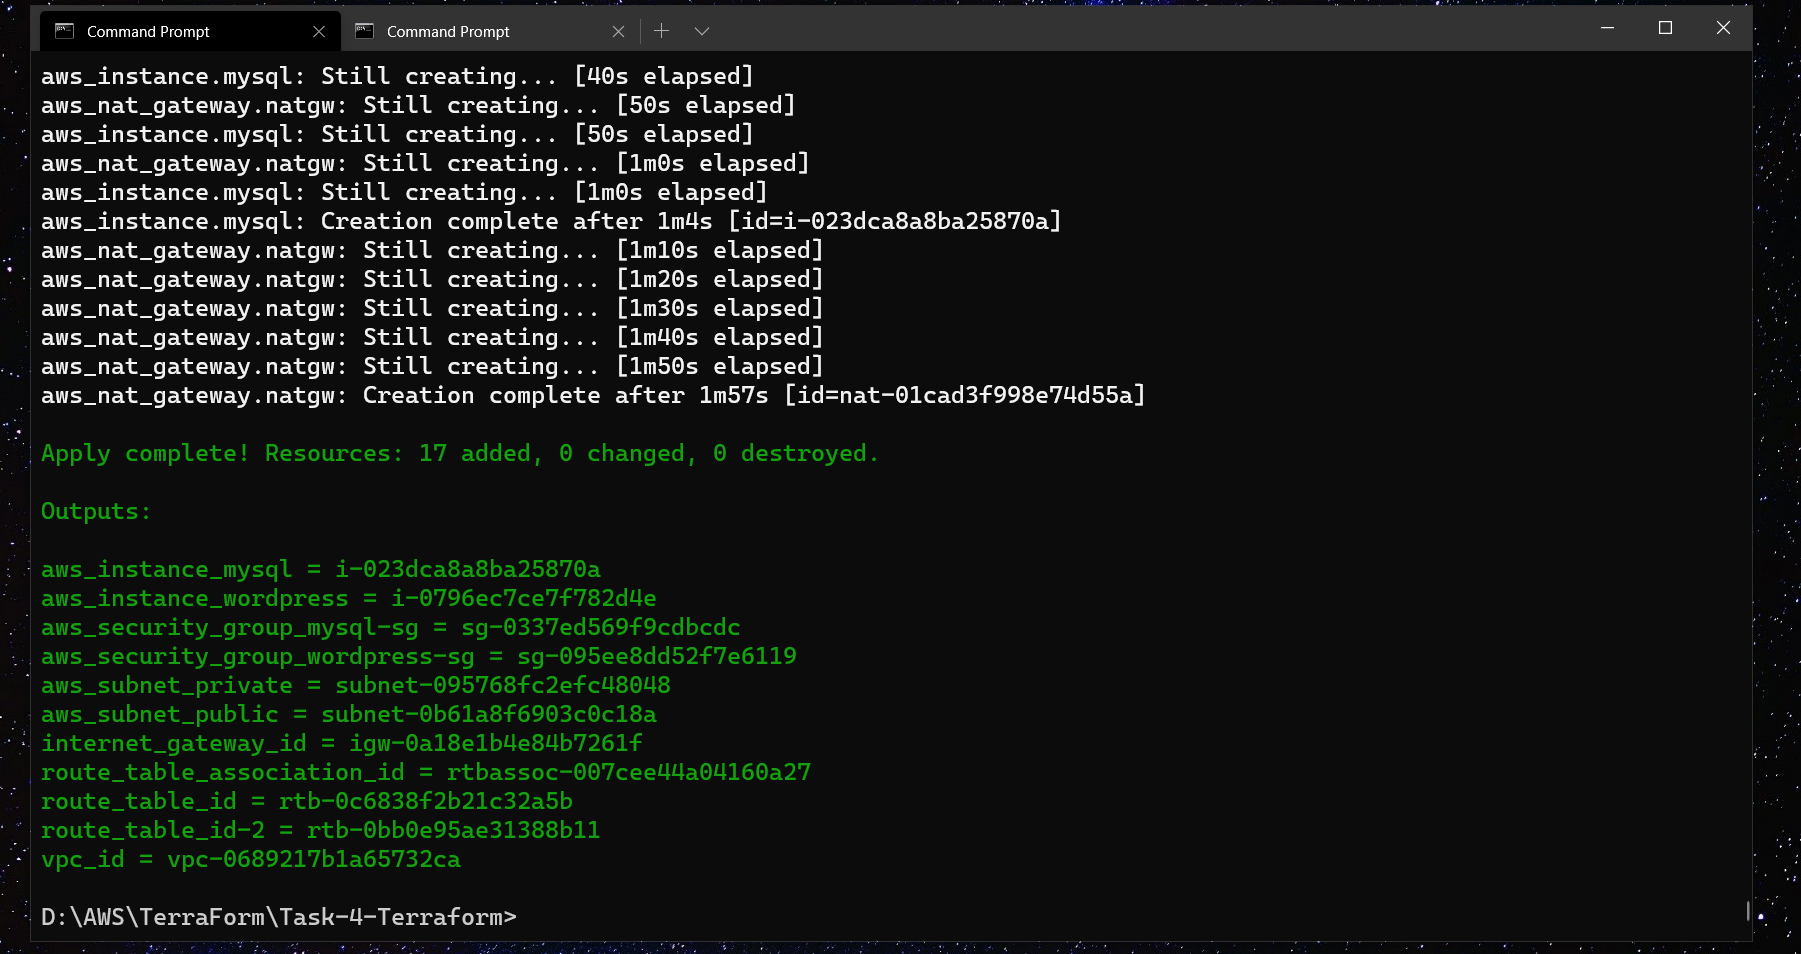 Command Prompt
Command Prompt
aws_instance.mysql: Still creating... [40s elapsed]
aws_nat_gateway.natgw: Still creating... [50s elapsed]
aws_instance.mysql: Still creating... [50s elapsed]
aws_nat_gateway.natgw: Still creating... [1m0s elapsed]
aws_instance.mysql: Still creating... [1m0s elapsed]
aws_instance.mysql: Creation complete after 1m4s [id=i-023dca8a8ba25870a]
aws_nat_gateway.natgw: Still creating... [1m10s elapsed]
aws_nat_gateway.natgw: Still creating... [1m20s elapsed]
aws_nat_gateway.natgw: Still creating... [1m30s elapsed]
aws_nat_gateway.natgw: Still creating... [1m40s elapsed]
aws_nat_gateway.natgw: Still creating... [1m50s elapsed]
aws_nat_gateway.natgw: Creation complete after 1m57s [id=nat-01cad3f998e74d55a]
Apply complete! Resources: 17 added, 0 changed, 0 destroyed.
Outputs:
aws_instance_mysql = i-023dca8a8ba25870a
aws_instance_wordpress = i-0796ec7ce7f782d4e
aws_security_group_mysql-sg = sg-0337ed569f9cdbcdc
aws_security_group_wordpress-sg = sg-095ee8dd52f7e6119
aws_subnet_private = subnet-095768fc2efc48048
aws_subnet_public = subnet-0b61a8f6903c0c18a
internet_gateway_id = igw-0a18e1b4e84b7261f
route_table_association_id = rtbassoc-007cee44a04160a27
route_table_id = rtb-0c6838f2b21c32a5b
route_table_id-2 = rtb-0bb0e95ae31388b11
vpc_id = vpc-0689217b1a65732ca
D:\AWS\TerraForm\Task-4-Terraform>